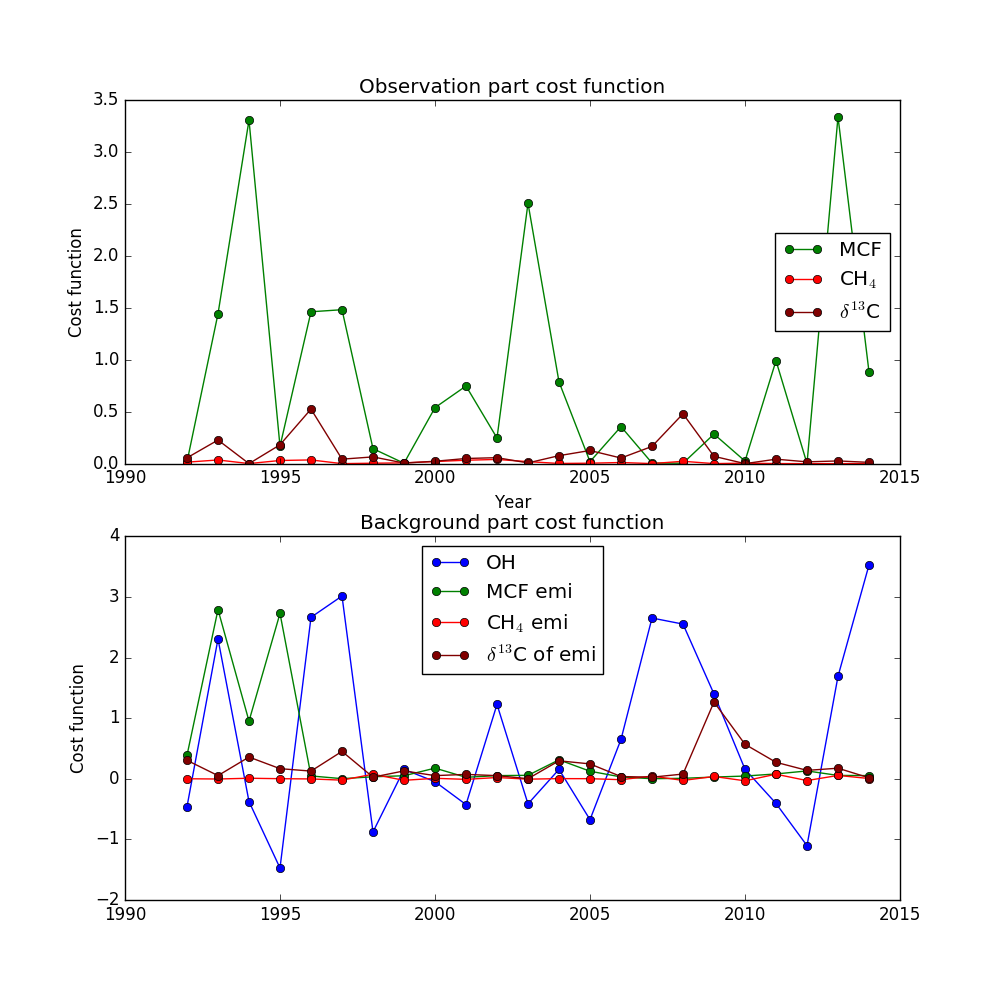 Observation part cost function
3.5
3.0
2.5
2.0
1.5
1.0
0.5
0.0
Cost function
MCF
CH₄
δ¹³C
1990 1995 2000 2005 2010 2015
Year
Background part cost function
4
3
2
1
0
−1
−2
Cost function
OH
MCF emi
CH₄ emi
δ¹³C of emi
1990 1995 2000 2005 2010 2015